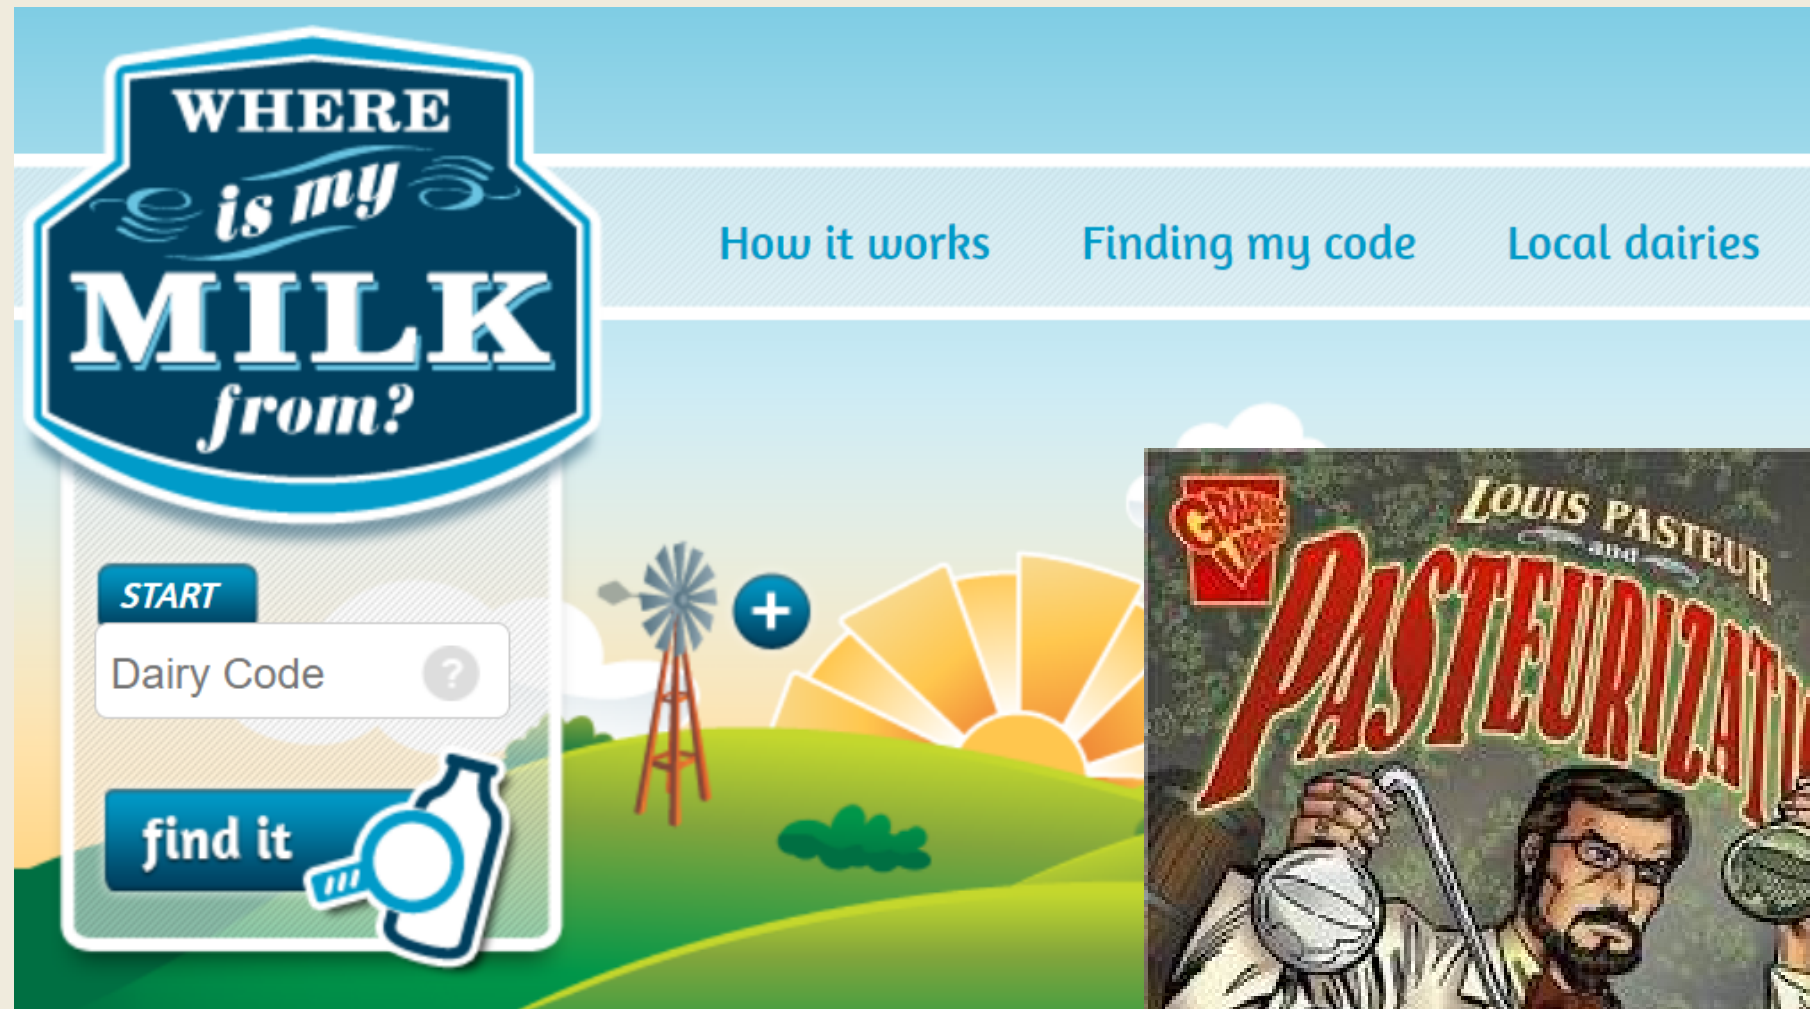 WHERE
is my
MILK
from?
How it works
Finding my code
Local dairies
START
Dairy Code
?
find it
+
LOUIS PASTEUR
and